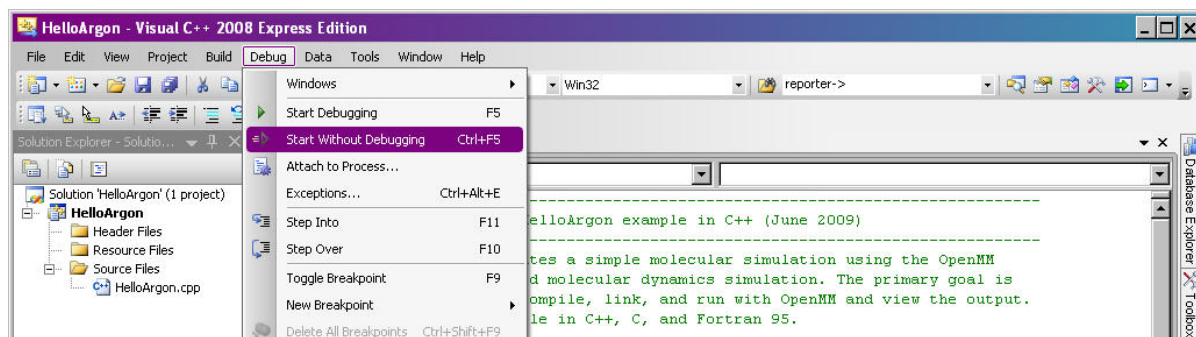 HelloArgon - Visual C++ 2008 Express Edition
File Edit View Project Build Debug Data Tools Window Help
Win32 reporter->
Solution Explorer - Solutio...
Solution 'HelloArgon' (1 project)
HelloArgon
Header Files
Resource Files
Source Files
HelloArgon.cpp
Windows
Start Debugging F5
Start Without Debugging Ctrl+F5
Attach to Process...
Exceptions... Ctrl+Alt+E
Step Into F11
Step Over F10
Toggle Breakpoint F9
New Breakpoint
Delete All Breakpoints Ctrl+Shift+F9
elloArgon example in C++ (June 2009)
tes a simple molecular simulation using the OpenMM
d molecular dynamics simulation. The primary goal is
ompile, link, and run with OpenMM and view the output.
le in C++, C, and Fortran 95.
Database Explorer
Toolbox